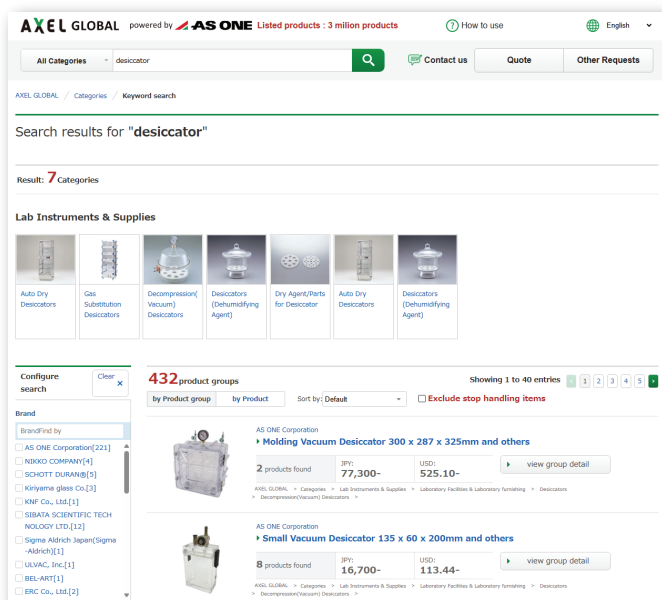 AXEL GLOBAL powered by AS ONE Listed products : 3 milion products ? How to use English
All Categories desiccator Contact us Quote Other Requests
AXEL GLOBAL / Categories / Keyword search
Search results for "desiccator"
Result: 7 Categories
Lab Instruments & Supplies
Auto Dry
Desiccators
Gas
Substitution
Desiccators
Decompression(
Vacuum)
Desiccators
Desiccators
(Dehumidifying
Agent)
Dry Agent/Parts
for Desiccator
Auto Dry
Desiccators
Desiccators
(Dehumidifying
Agent)
Configure
search
Clear
×
Brand
BrandFind by
AS ONE Corporation[221]
NIKKO COMPANY[4]
SCHOTT DURAN®[5]
Kiriyama glass Co.[3]
KNF Co., Ltd.[1]
SIBATA SCIENTIFIC TECH
NOLOGY LTD.[12]
Sigma Aldrich Japan(Sigma
-Aldrich)[1]
ULVAC, Inc.[1]
BEL-ART[1]
ERC Co., Ltd.[2]
432 product groups
Showing 1 to 40 entries 1 2 3 4 5
by Product group by Product Sort by: Default Exclude stop handling items
AS ONE Corporation
Molding Vacuum Desiccator 300 x 287 x 325mm and others
2 products found
JPY:
77,300-
USD:
525.10-
view group detail
AXEL GLOBAL > Categories > Lab Instruments & Supplies > Laboratory Facilities & Laboratory furnishing > Desiccators
> Decompression(Vacuum) Desiccators >
AS ONE Corporation
Small Vacuum Desiccator 135 x 60 x 200mm and others
8 products found
JPY:
16,700-
USD:
113.44-
view group detail
AXEL GLOBAL > Categories > Lab Instruments & Supplies > Laboratory Facilities & Laboratory furnishing > Desiccators
> Decompression(Vacuum) Desiccators >